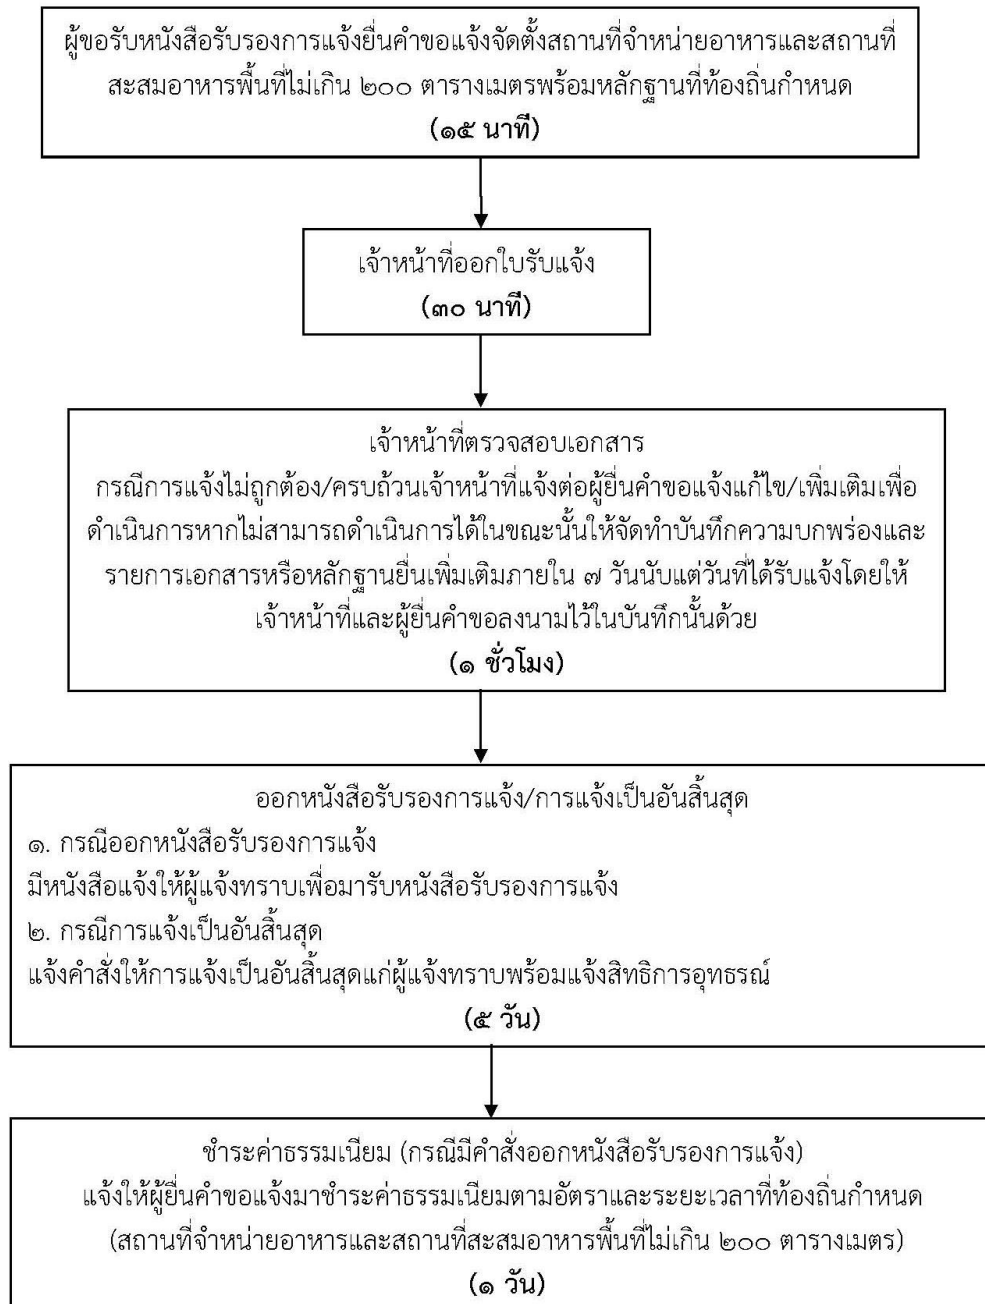 ผู้ขอรับหนังสือรับรองการแจ้งยื่นคำขอแจ้งจัดตั้งสถานที่จำหน่ายอาหารและสถานที่
สะสมอาหารพื้นที่ไม่เกิน ๒๐๐ ตารางเมตรพร้อมหลักฐานที่ท้องถิ่นกำหนด
(๑๕ นาที)
เจ้าหน้าที่ออกใบรับแจ้ง
(๓๐ นาที)
เจ้าหน้าที่ตรวจสอบเอกสาร
กรณีการแจ้งไม่ถูกต้อง/ครบถ้วนเจ้าหน้าที่แจ้งต่อผู้ยื่นคำขอแจ้งแก้ไข/เพิ่มเติมเพื่อ
ดำเนินการหากไม่สามารถดำเนินการได้ในขณะนั้นให้จัดทำบันทึกความบกพร่องและ
รายการเอกสารหรือหลักฐานยื่นเพิ่มเติมภายใน ๗ วันนับแต่วันที่ได้รับแจ้งโดยให้
เจ้าหน้าที่และผู้ยื่นคำขอลงนามไว้ในบันทึกนั้นด้วย
(๑ ชั่วโมง)
ออกหนังสือรับรองการแจ้ง/การแจ้งเป็นอันสิ้นสุด
๑. กรณีออกหนังสือรับรองการแจ้ง
มีหนังสือแจ้งให้ผู้แจ้งทราบเพื่อมารับหนังสือรับรองการแจ้ง
๒. กรณีการแจ้งเป็นอันสิ้นสุด
แจ้งคำสั่งให้การแจ้งเป็นอันสิ้นสุดแก่ผู้แจ้งทราบพร้อมแจ้งสิทธิการอุทธรณ์
(๕ วัน)
ชำระค่าธรรมเนียม (กรณีมีคำสั่งออกหนังสือรับรองการแจ้ง)
แจ้งให้ผู้ยื่นคำขอแจ้งมาชำระค่าธรรมเนียมตามอัตราและระยะเวลาที่ท้องถิ่นกำหนด
(สถานที่จำหน่ายอาหารและสถานที่สะสมอาหารพื้นที่ไม่เกิน ๒๐๐ ตารางเมตร)
(๑ วัน)